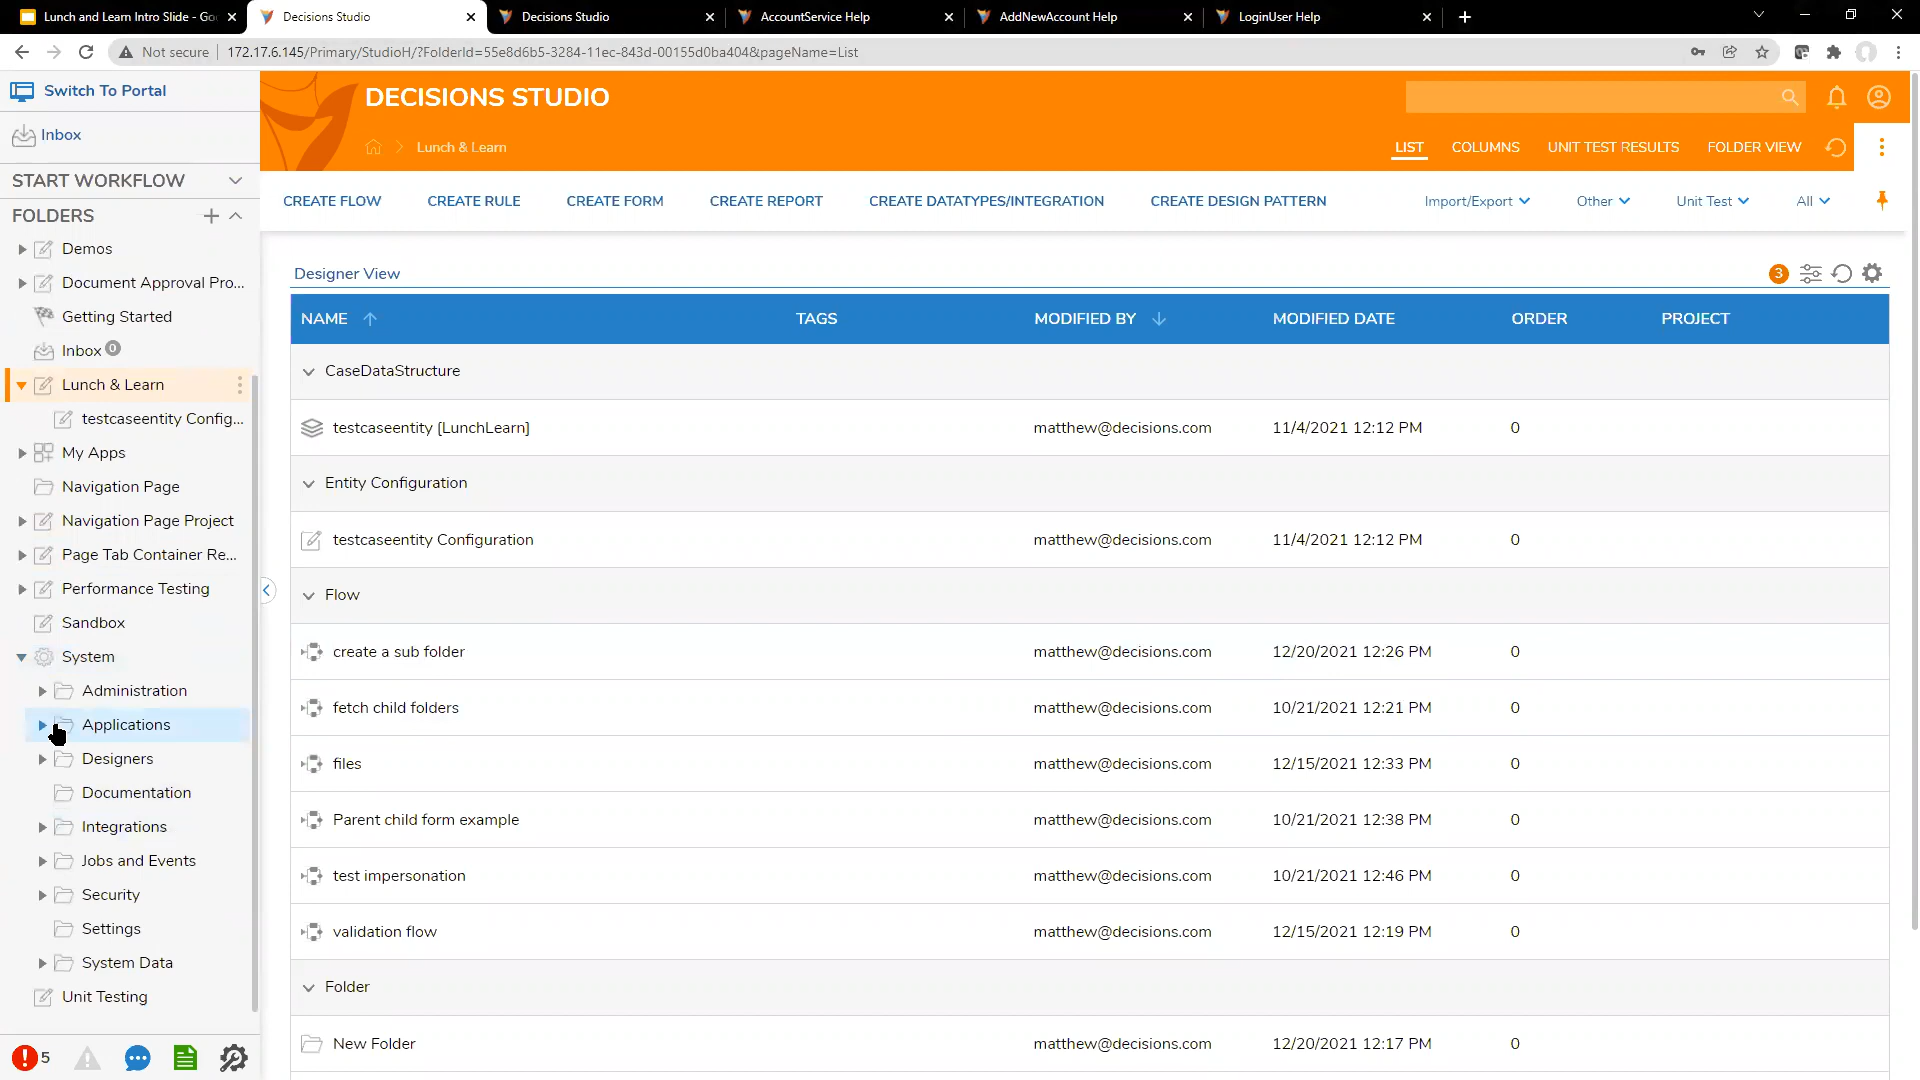 Lunch and Learn Intro Slide - Go
Decisions Studio
Decisions Studio
AccountService Help
AddNewAccount Help
LoginUser Help
Not secure
172.17.6.145/Primary/StudioH/?FolderId=55e8d6b5-3284-11ec-843d-00155d0ba404&pageName=List
Switch To Portal
Inbox
START WORKFLOW
FOLDERS
Demos
Document Approval Pro...
Getting Started
Inbox 0
Lunch & Learn
testcaseentity Config...
My Apps
Navigation Page
Navigation Page Project
Page Tab Container Re...
Performance Testing
Sandbox
System
Administration
Applications
Designers
Documentation
Integrations
Jobs and Events
Security
Settings
System Data
Unit Testing
5
DECISIONS STUDIO
Lunch & Learn
LIST COLUMNS UNIT TEST RESULTS FOLDER VIEW
CREATE FLOW CREATE RULE CREATE FORM CREATE REPORT CREATE DATATYPES/INTEGRATION CREATE DESIGN PATTERN Import/Export Other Unit Test All
Designer View
3
NAME TAGS MODIFIED BY MODIFIED DATE ORDER PROJECT
CaseDataStructure
testcaseentity [LunchLearn] matthew@decisions.com 11/4/2021 12:12 PM 0
Entity Configuration
testcaseentity Configuration matthew@decisions.com 11/4/2021 12:12 PM 0
Flow
create a sub folder matthew@decisions.com 12/20/2021 12:26 PM 0
fetch child folders matthew@decisions.com 10/21/2021 12:21 PM 0
files matthew@decisions.com 12/15/2021 12:33 PM 0
Parent child form example matthew@decisions.com 10/21/2021 12:38 PM 0
test impersonation matthew@decisions.com 10/21/2021 12:46 PM 0
validation flow matthew@decisions.com 12/15/2021 12:19 PM 0
Folder
New Folder matthew@decisions.com 12/20/2021 12:17 PM 0